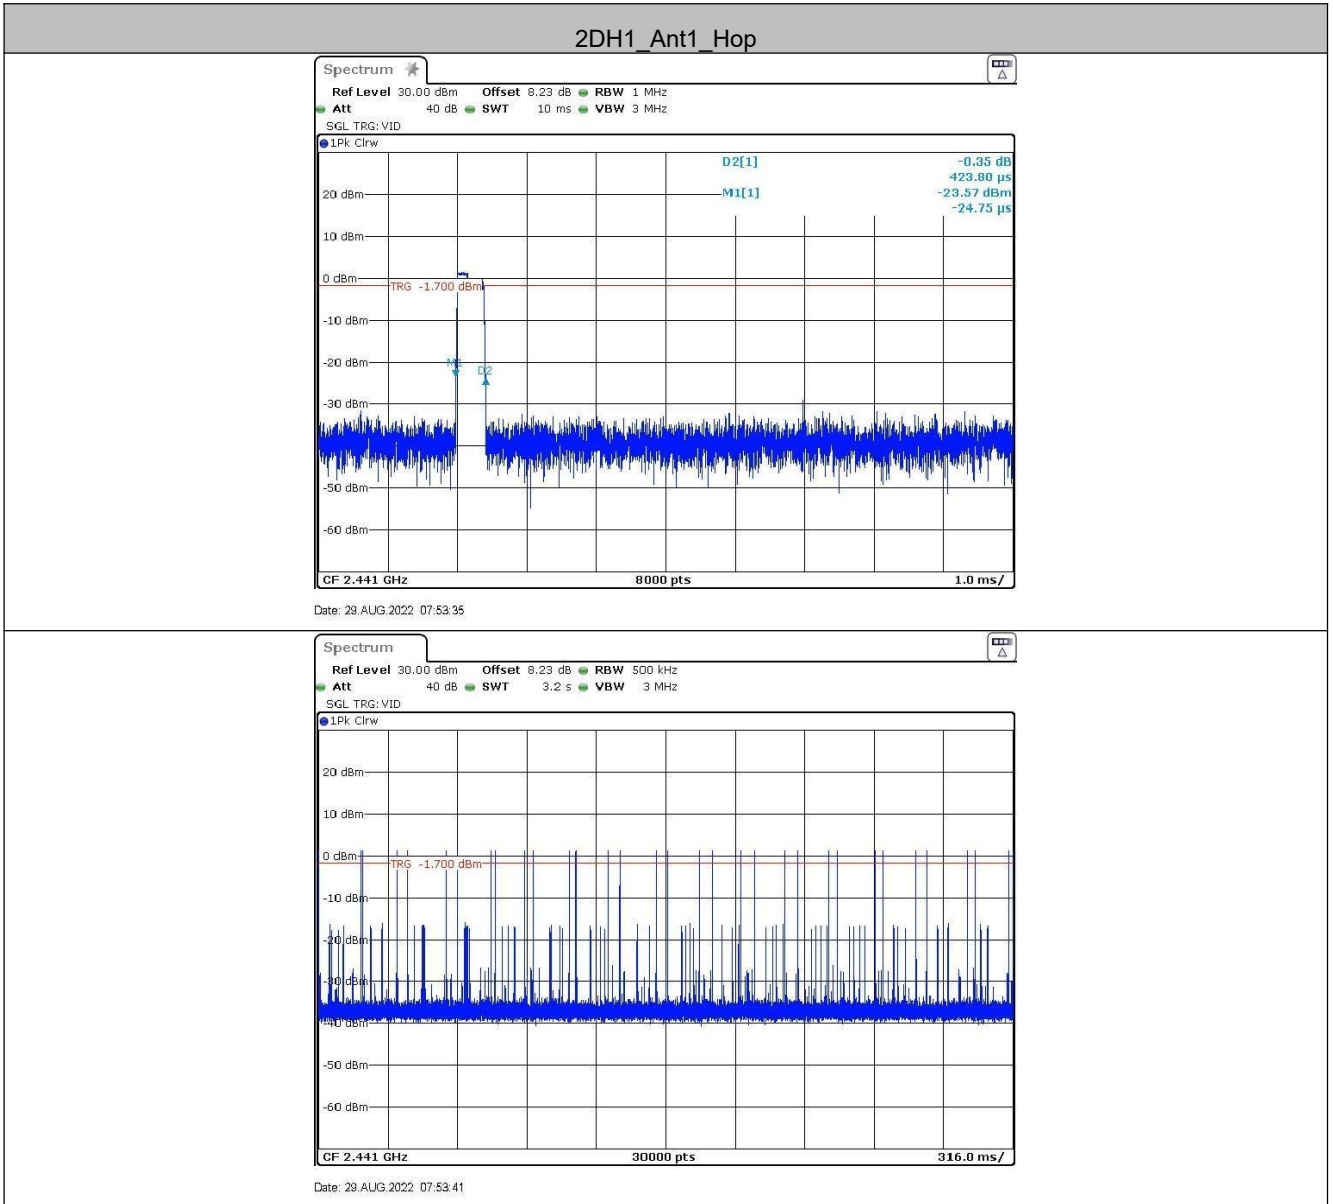 2DH1_Ant1_Hop
Spectrum
Ref Level 30.00 dBm Offset 8.23 dB RBW 1 MHz
Att 40 dB SWT 10 ms VBW 3 MHz
SGL TRG: VID
1Pk Clrw
D2[1] -0.35 dB
423.80 µs
M1[1] -23.57 dBm
-24.75 µs
20 dBm
10 dBm
0 dBm
TRG -1.700 dBm
-10 dBm
-20 dBm
M1
D2
-30 dBm
-50 dBm
-60 dBm
CF 2.441 GHz 8000 pts 1.0 ms/
Date: 29.AUG.2022 07:53:35
Spectrum
Ref Level 30.00 dBm Offset 8.23 dB RBW 500 kHz
Att 40 dB SWT 3.2 s VBW 3 MHz
SGL TRG: VID
1Pk Clrw
20 dBm
10 dBm
0 dBm
TRG -1.700 dBm
-10 dBm
-20 dBm
-30 dBm
-40 dBm
-50 dBm
-60 dBm
CF 2.441 GHz 30000 pts 316.0 ms/
Date: 29.AUG.2022 07:53:41